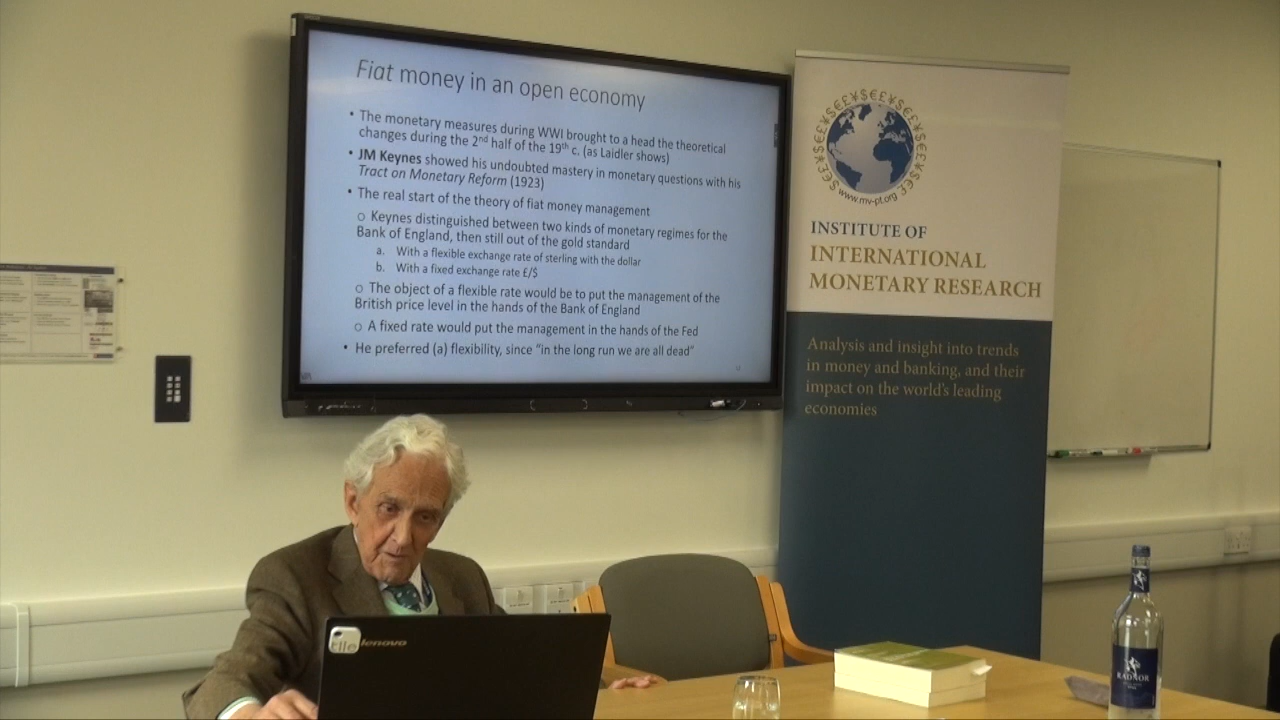 Fiat money in an open economy
• The monetary measures during WWI brought to a head the theoretical
changes during the 2nd half of the 19th c. (as Laidler shows)
• JM Keynes showed his undoubted mastery in monetary questions with his
Tract on Monetary Reform (1923)
• The real start of the theory of fiat money management
o Keynes distinguished between two kinds of monetary regimes for the
Bank of England, then still out of the gold standard
a. With a flexible exchange rate of sterling with the dollar
b. With a fixed exchange rate £/$
o The object of a flexible rate would be to put the management of the
British price level in the hands of the Bank of England
o A fixed rate would put the management in the hands of the Fed
• He preferred (a) flexibility, since "in the long run we are all dead"
www.mv-pt.org
INSTITUTE OF
INTERNATIONAL
MONETARY RESEARCH
Analysis and insight into trends
in money and banking, and their
impact on the world's leading
economies
lenovo
RADNOR